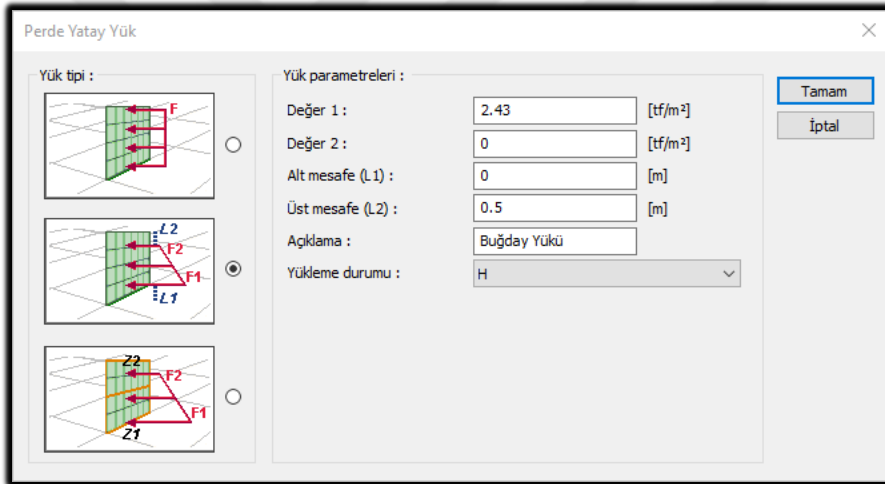 Perde Yatay Yük
Yük tipi :
F
L2
F2
F1
L1
Z2
F2
F1
Z1
Yük parametreleri :
Değer 1 : 2.43 [tf/m²]
Değer 2 : 0 [tf/m²]
Alt mesafe (L1) : 0 [m]
Üst mesafe (L2) : 0.5 [m]
Açıklama : Buğday Yükü
Yükleme durumu : H
Tamam
İptal